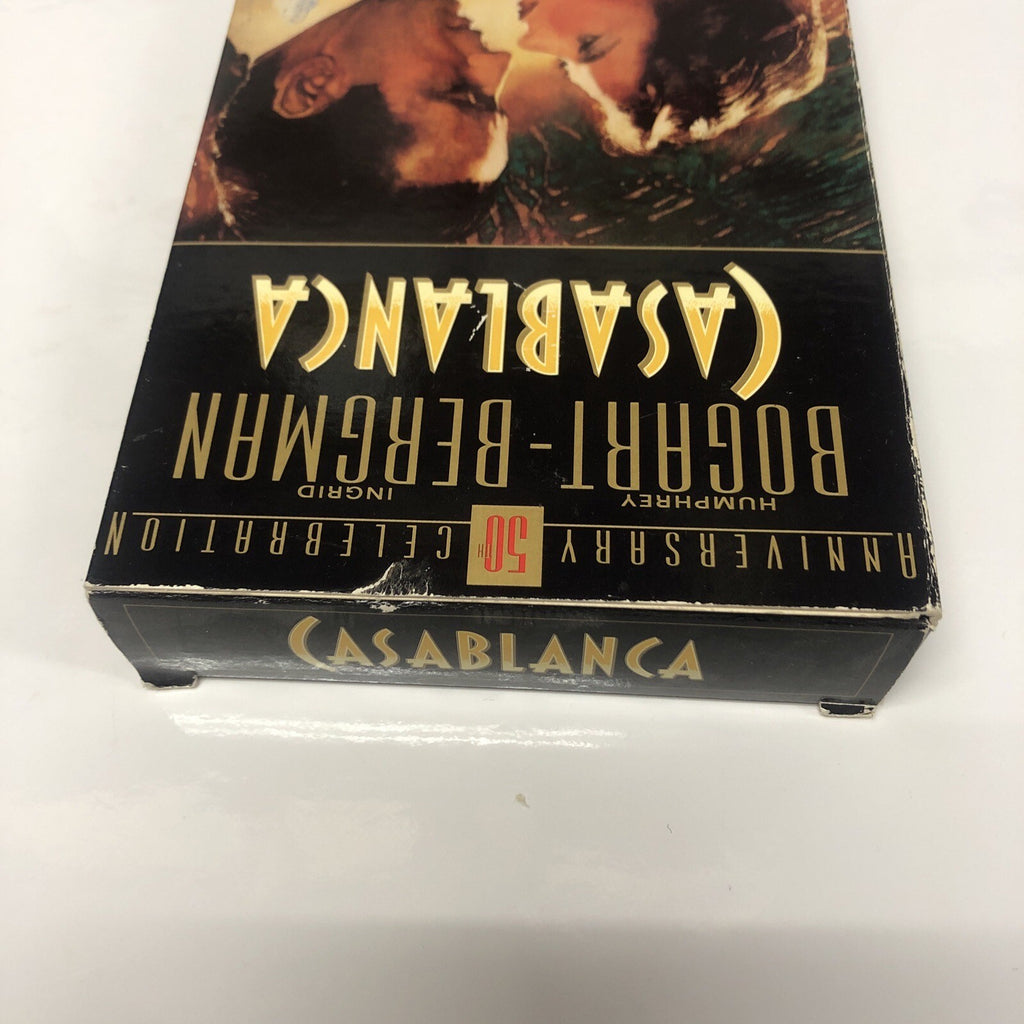 ANNIVERSARY 50TH CELEBRATION
HUMPHREY INGRID
BOGART-BERGMAN
CASABLANCA
CASABLANCA